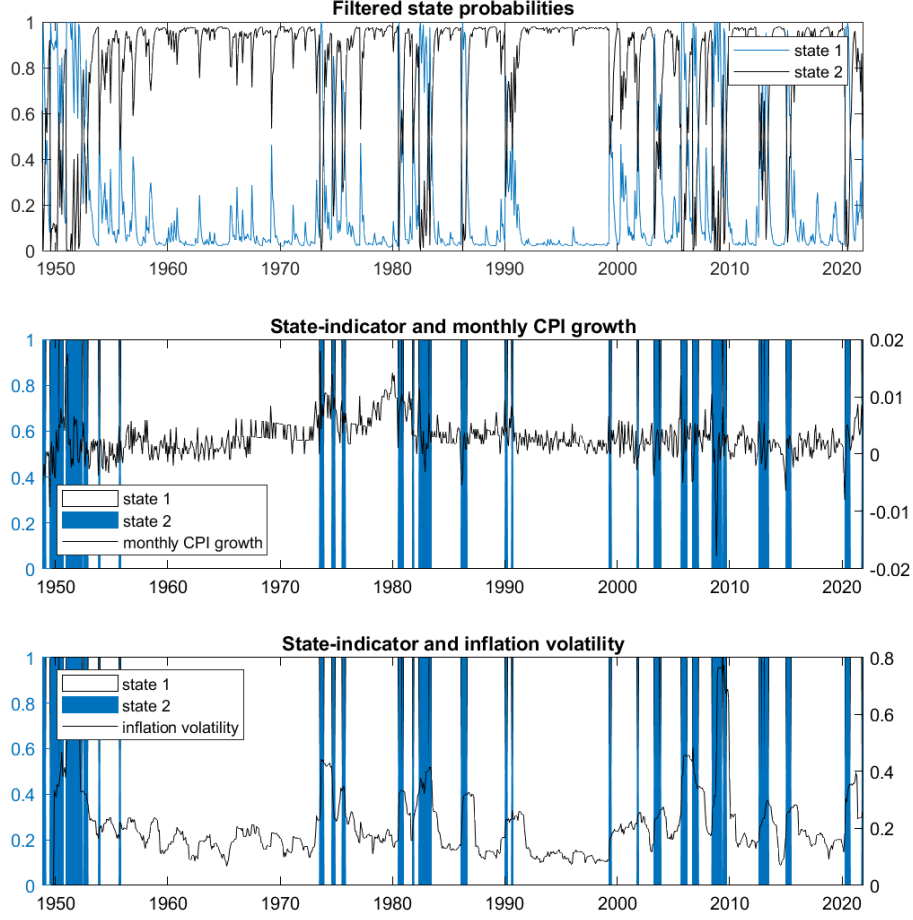 Filtered state probabilities
1
0.8
0.6
0.4
0.2
0
state 1
state 2
1950 1960 1970 1980 1990 2000 2010 2020
State-indicator and monthly CPI growth
1
0.8
0.6
0.4
0.2
0
0.02
0.01
0
-0.01
-0.02
state 1
state 2
monthly CPI growth
1950 1960 1970 1980 1990 2000 2010 2020
State-indicator and inflation volatility
1
0.8
0.6
0.4
0.2
0
0.8
0.6
0.4
0.2
0
state 1
state 2
inflation volatility
1950 1960 1970 1980 1990 2000 2010 2020